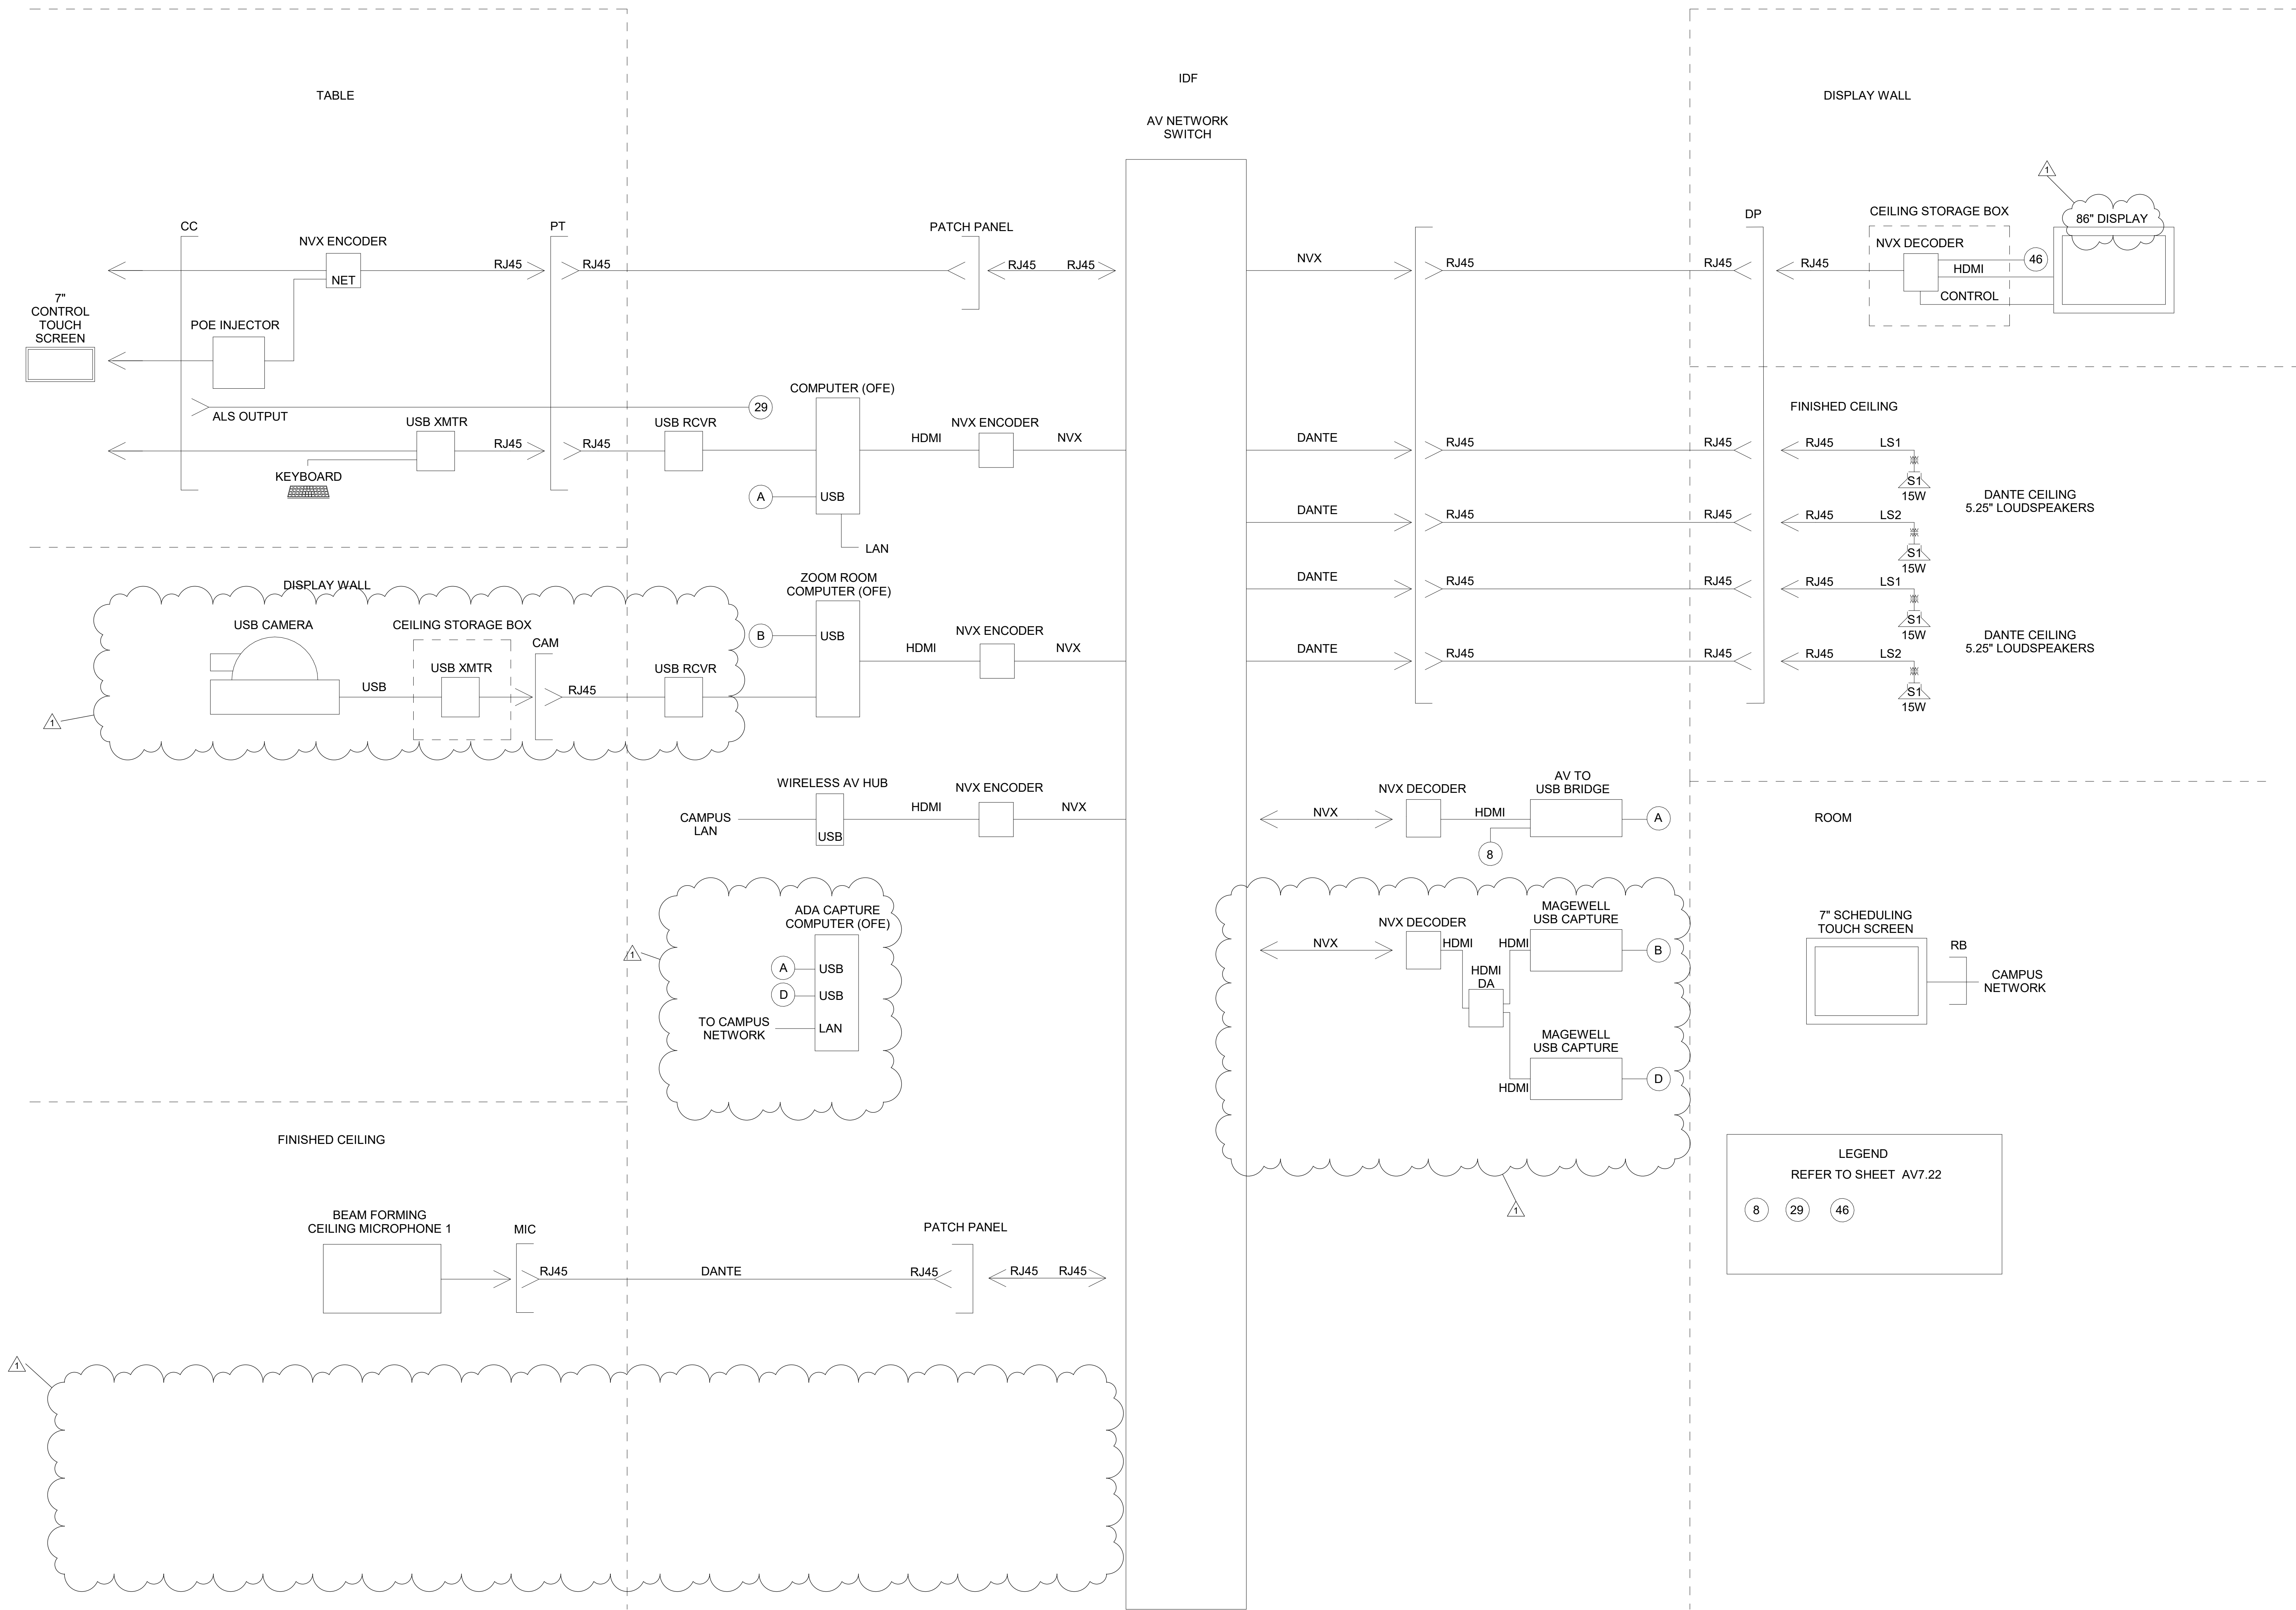 TABLE
IDF
AV NETWORK
SWITCH
DISPLAY WALL
CC
NVX ENCODER
NET
RJ45
PT
RJ45
PATCH PANEL
RJ45
RJ45
7"
CONTROL
TOUCH
SCREEN
POE INJECTOR
ALS OUTPUT
29
USB XMTR
RJ45
RJ45
KEYBOARD
USB RCVR
COMPUTER (OFE)
HDMI
NVX ENCODER
NVX
A
USB
LAN
DISPLAY WALL
USB CAMERA
USB
CEILING STORAGE BOX
USB XMTR
CAM
RJ45
USB RCVR
1
ZOOM ROOM
COMPUTER (OFE)
B
USB
HDMI
NVX ENCODER
NVX
WIRELESS AV HUB
CAMPUS
LAN
USB
HDMI
NVX ENCODER
NVX
ADA CAPTURE
COMPUTER (OFE)
1
A
USB
D
USB
TO CAMPUS
NETWORK
LAN
FINISHED CEILING
BEAM FORMING
CEILING MICROPHONE 1
MIC
RJ45
DANTE
RJ45
PATCH PANEL
RJ45
RJ45
1
NVX
RJ45
RJ45
DP
RJ45
CEILING STORAGE BOX
NVX DECODER
46
HDMI
CONTROL
1
86" DISPLAY
FINISHED CEILING
DANTE
RJ45
RJ45
RJ45
LS1
S1
15W
DANTE CEILING
5.25" LOUDSPEAKERS
DANTE
RJ45
RJ45
RJ45
LS2
S1
15W
DANTE
RJ45
RJ45
RJ45
LS1
S1
15W
DANTE CEILING
5.25" LOUDSPEAKERS
DANTE
RJ45
RJ45
RJ45
LS2
S1
15W
NVX
NVX DECODER
HDMI
AV TO
USB BRIDGE
A
8
NVX
NVX DECODER
HDMI
HDMI
DA
HDMI
MAGEWELL
USB CAPTURE
B
HDMI
MAGEWELL
USB CAPTURE
D
1
ROOM
7" SCHEDULING
TOUCH SCREEN
RB
CAMPUS
NETWORK
LEGEND
REFER TO SHEET AV7.22
8 29 46